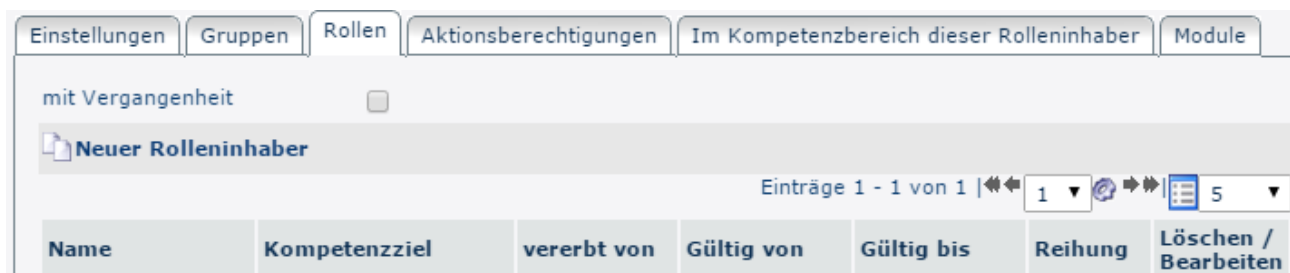 Einstellungen Gruppen Rollen Aktionsberechtigungen Im Kompetenzbereich dieser Rolleninhaber Module
mit Vergangenheit
Neuer Rolleninhaber
Einträge 1 - 1 von 1 | 1 | 5
Name Kompetenzziel vererbt von Gültig von Gültig bis Reihung Löschen /
Bearbeiten